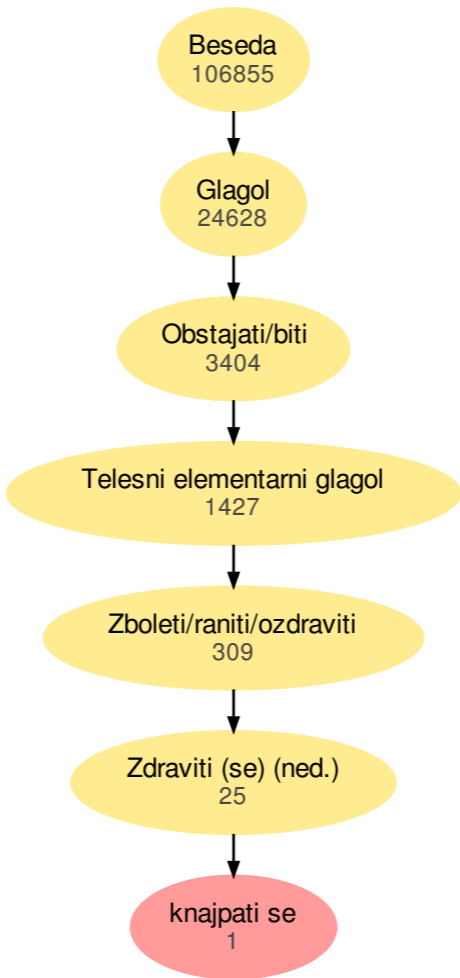 Beseda
106855
Glagol
24628
Obstajati/biti
3404
Telesni elementarni glagol
1427
Zboleti/raniti/ozdraviti
309
Zdraviti (se) (ned.)
25
knajpati se
1